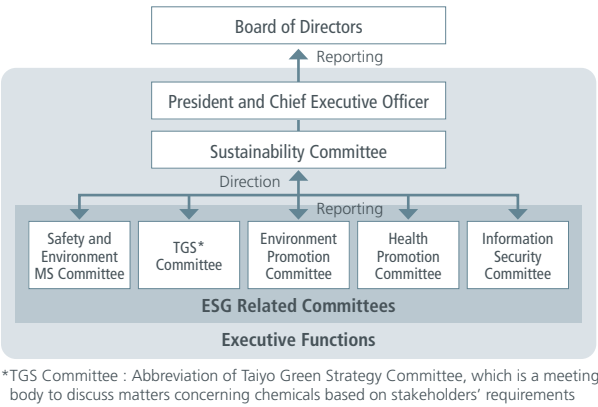 Board of Directors
Reporting
President and Chief Executive Officer
Sustainability Committee
Direction
Reporting
Safety and
Environment
MS Committee
TGS*
Committee
Environment
Promotion
Committee
Health
Promotion
Committee
Information
Security
Committee
ESG Related Committees
Executive Functions
*TGS Committee : Abbreviation of Taiyo Green Strategy Committee, which is a meeting
body to discuss matters concerning chemicals based on stakeholders' requirements